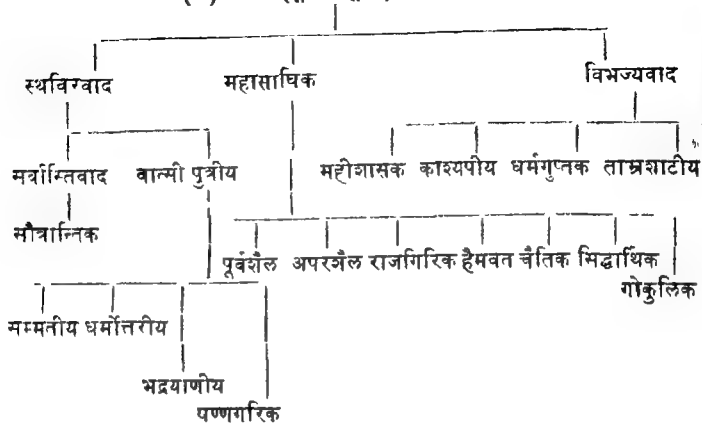 स्थविरवाद महासांघिक विभज्यवाद
सर्वास्तिवाद वात्सी पुत्रीय महीशासक काश्यपीय धर्मगुप्तक ताम्रशाटीय
सौत्रान्तिक
पूर्वशैल अपरशैल राजगिरिक हैमवत चैतिक सिद्धार्थिक
गोकुलिक
सम्मतीय धर्मोत्तरीय
भद्रयाणीय
पण्णगरिक